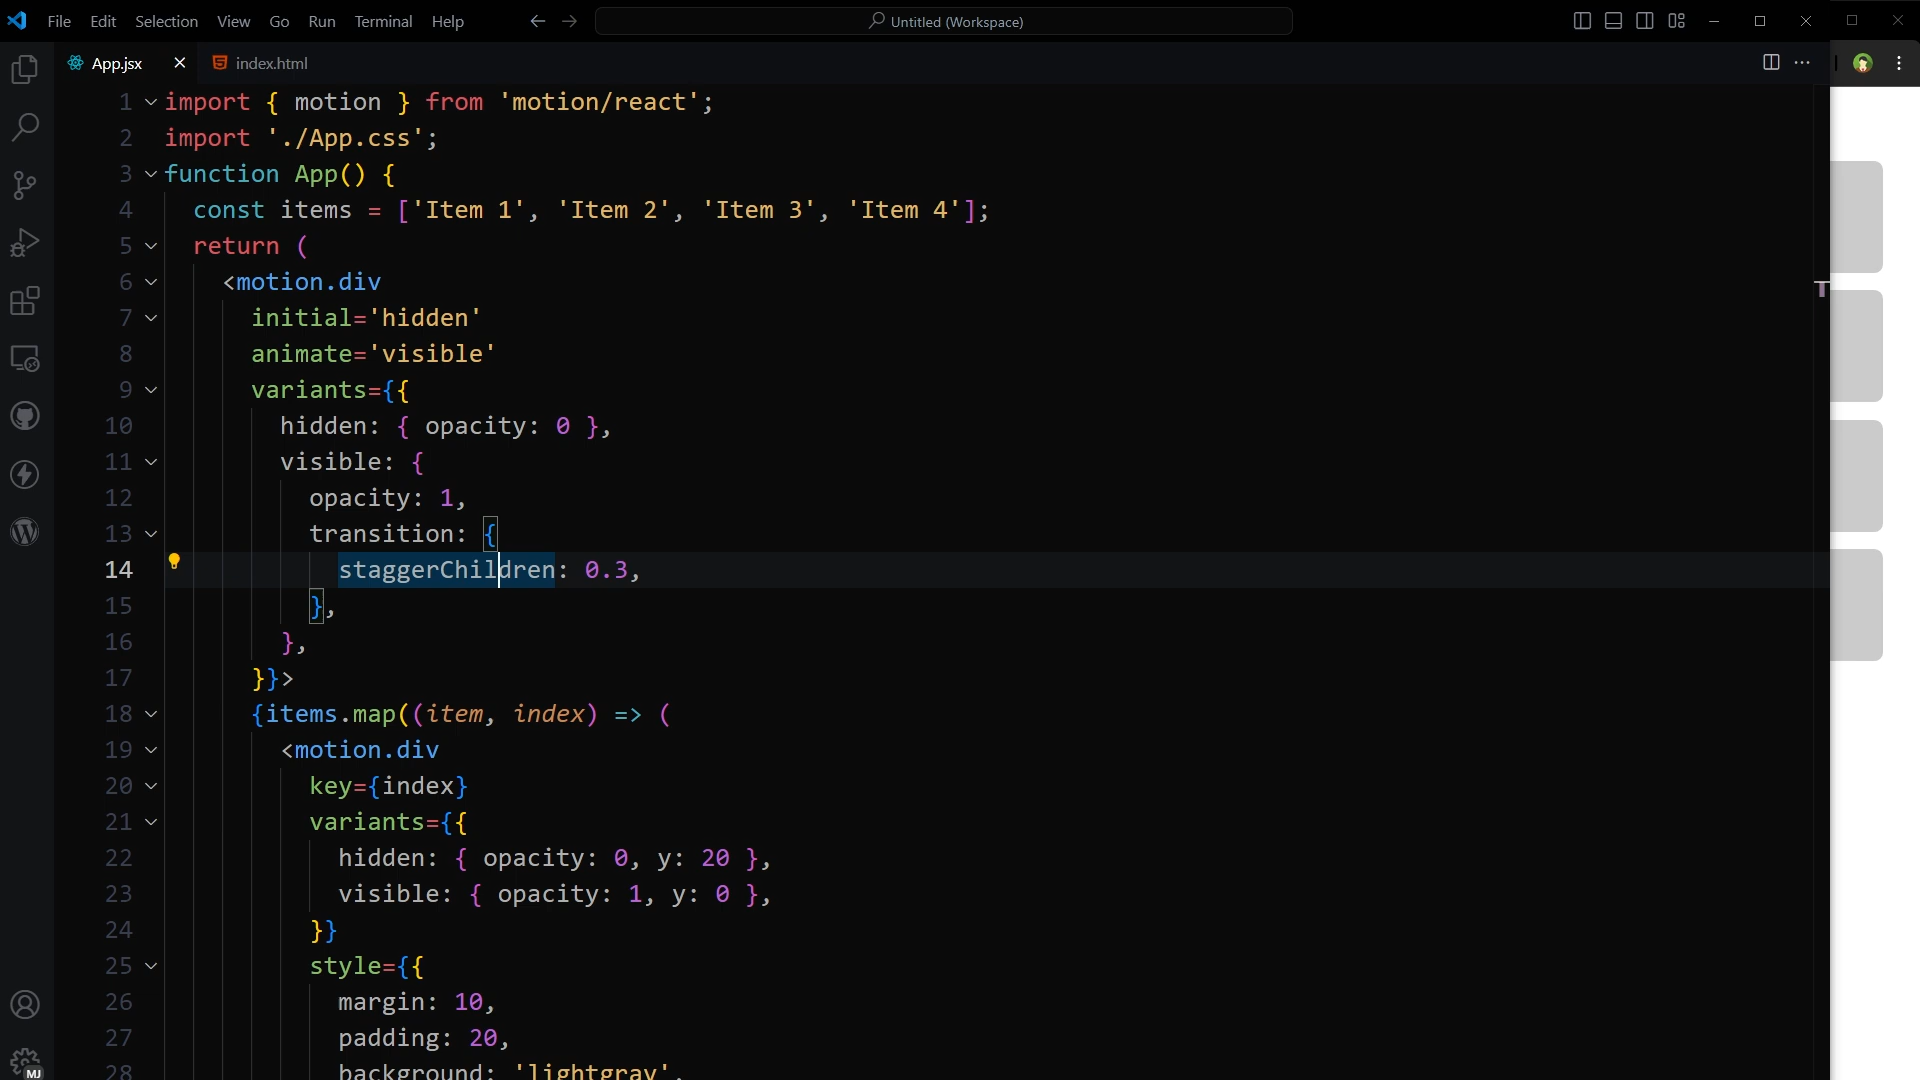 File Edit Selection View Go Run Terminal Help
Untitled (Workspace)
App.jsx
index.html
1 import { motion } from 'motion/react';
2 import './App.css';
3 function App() {
4 const items = ['Item 1', 'Item 2', 'Item 3', 'Item 4'];
5 return (
6 <motion.div
7 initial='hidden'
8 animate='visible'
9 variants={{
10 hidden: { opacity: 0 },
11 visible: {
12 opacity: 1,
13 transition: {
14 staggerChildren: 0.3,
15 },
16 },
17 }}>
18 {items.map((item, index) => (
19 <motion.div
20 key={index}
21 variants={{
22 hidden: { opacity: 0, y: 20 },
23 visible: { opacity: 1, y: 0 },
24 }}
25 style={{
26 margin: 10,
27 padding: 20,
28 background: 'lightgray',
MJ